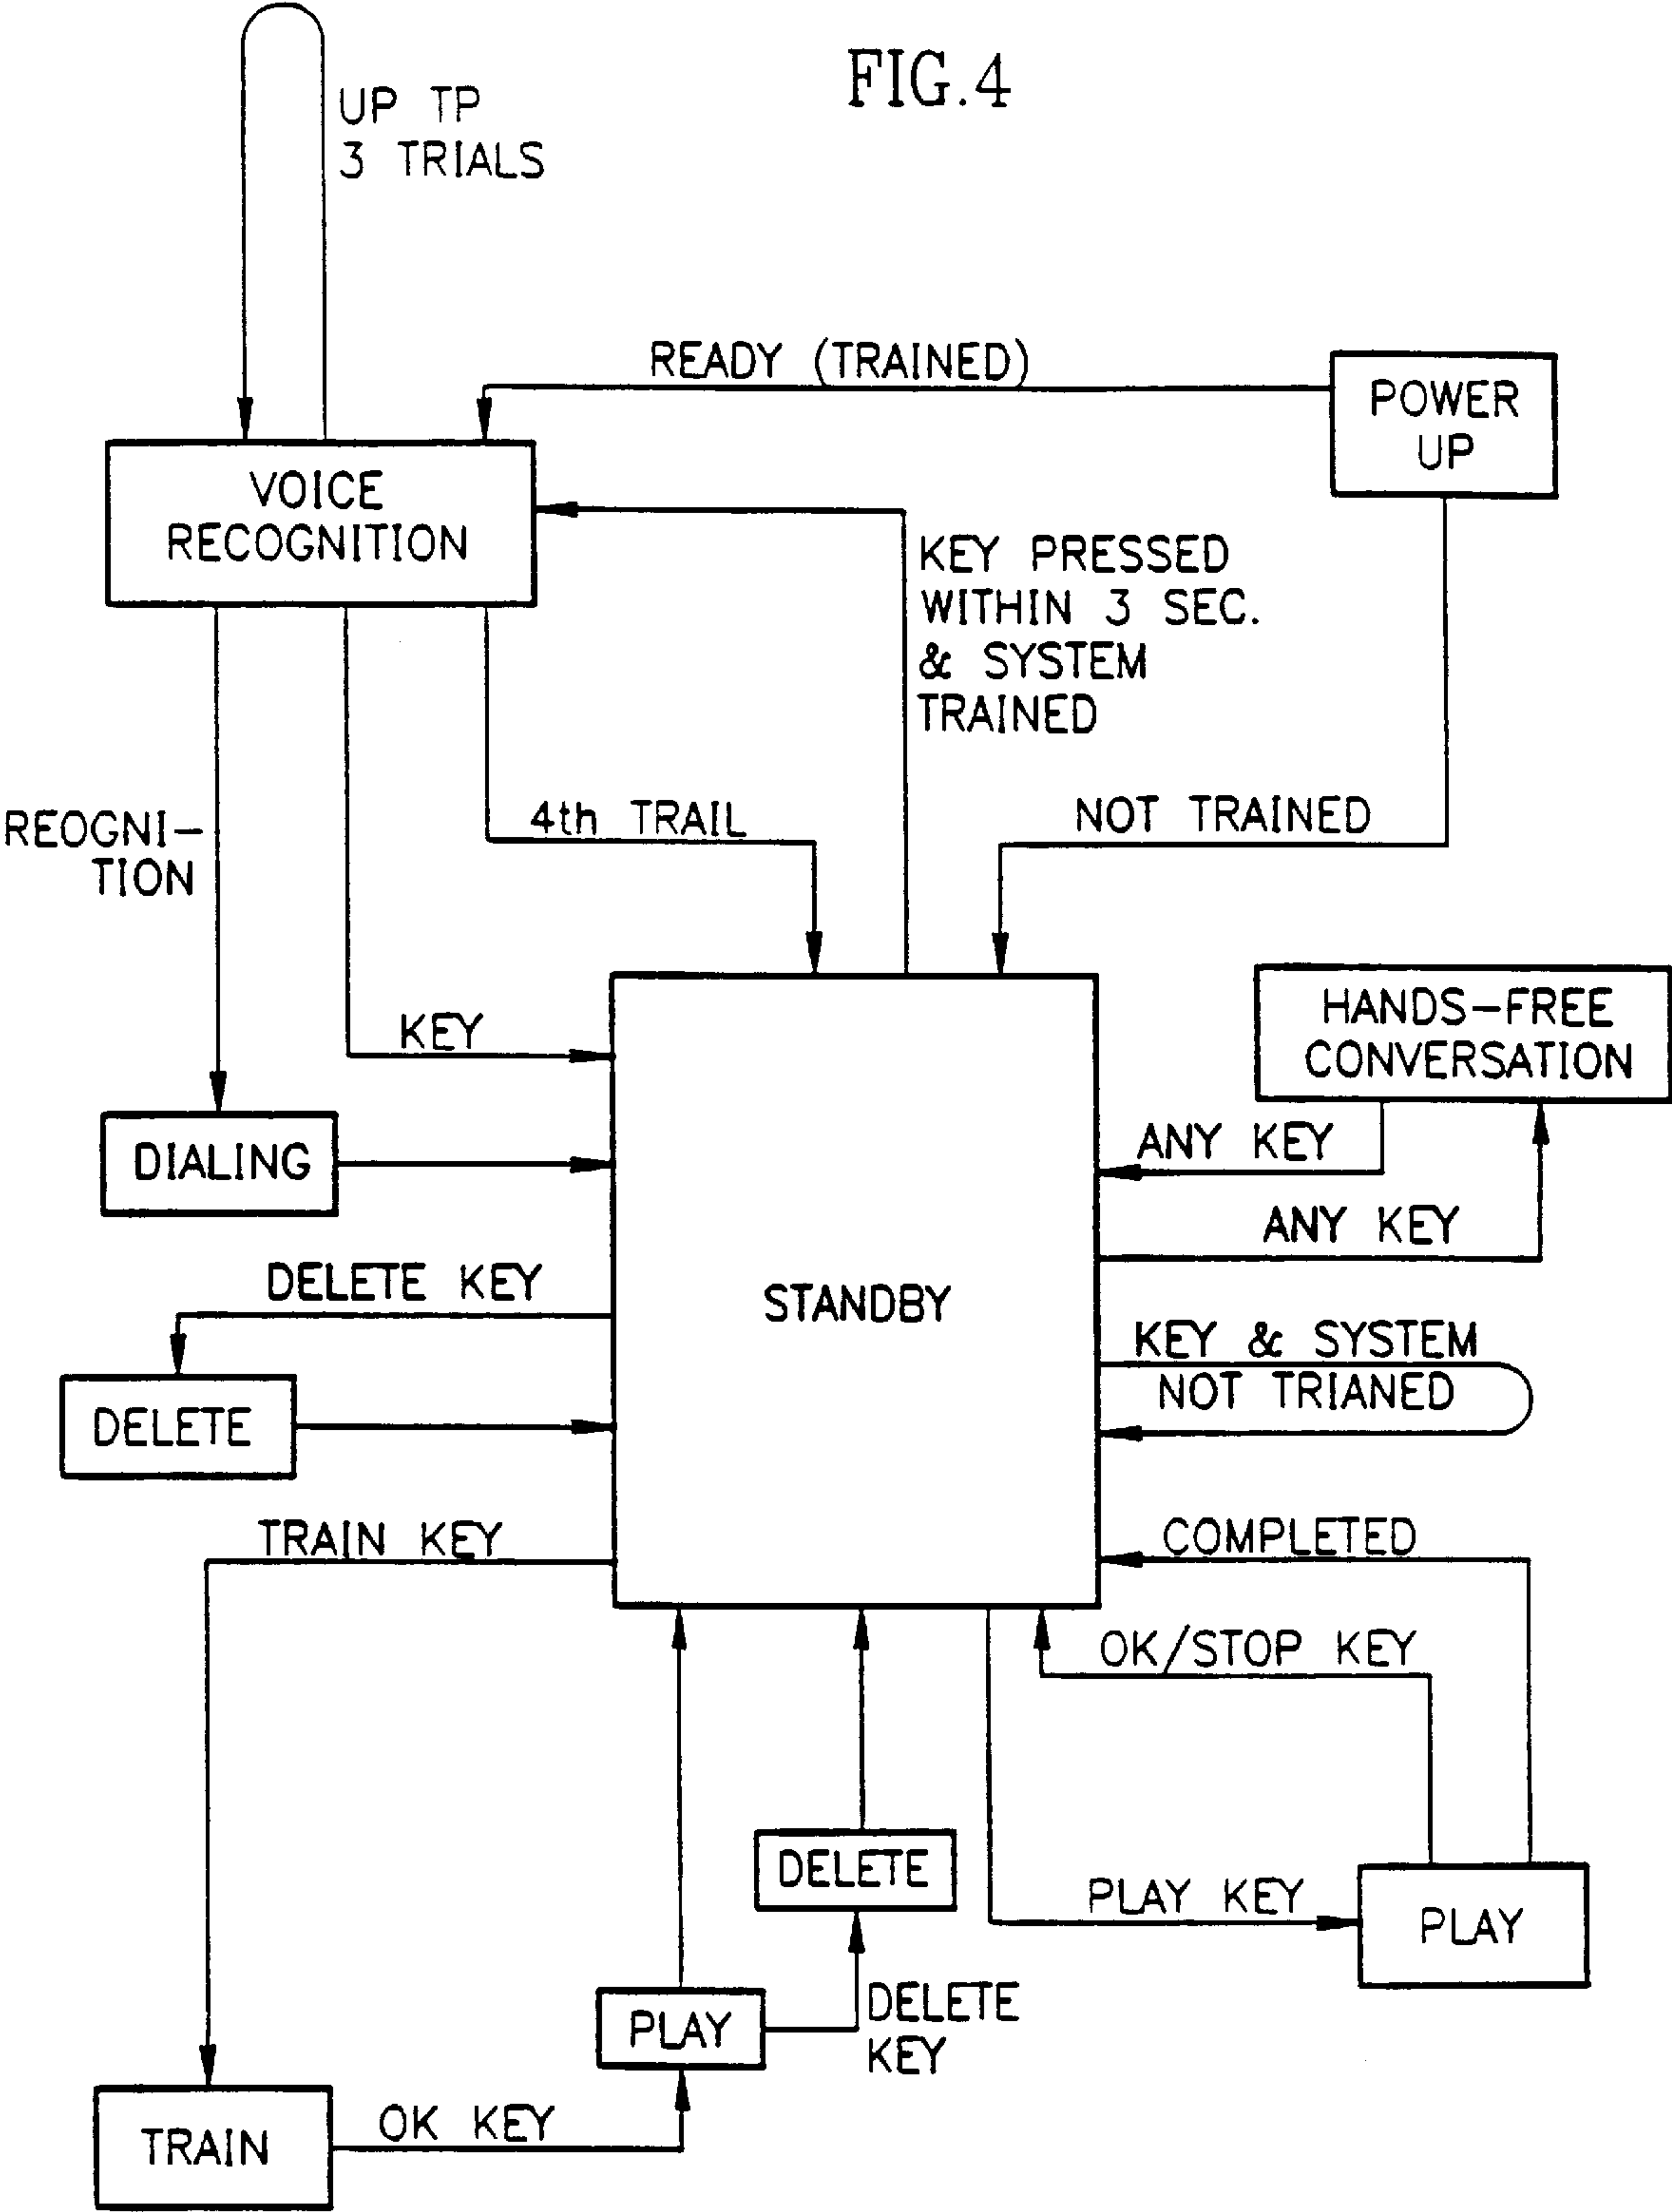 FIG.4
UP TP
3 TRIALS
READY (TRAINED)
POWER
UP
VOICE
RECOGNITION
KEY PRESSED
WITHIN 3 SEC.
& SYSTEM
TRAINED
REOGNI-
TION
4th TRAIL
NOT TRAINED
HANDS-FREE
CONVERSATION
KEY
DIALING
ANY KEY
ANY KEY
DELETE KEY
STANDBY
KEY & SYSTEM
NOT TRIANED
DELETE
TRAIN KEY
COMPLETED
OK/STOP KEY
DELETE
PLAY KEY
PLAY
PLAY
DELETE
KEY
TRAIN
OK KEY